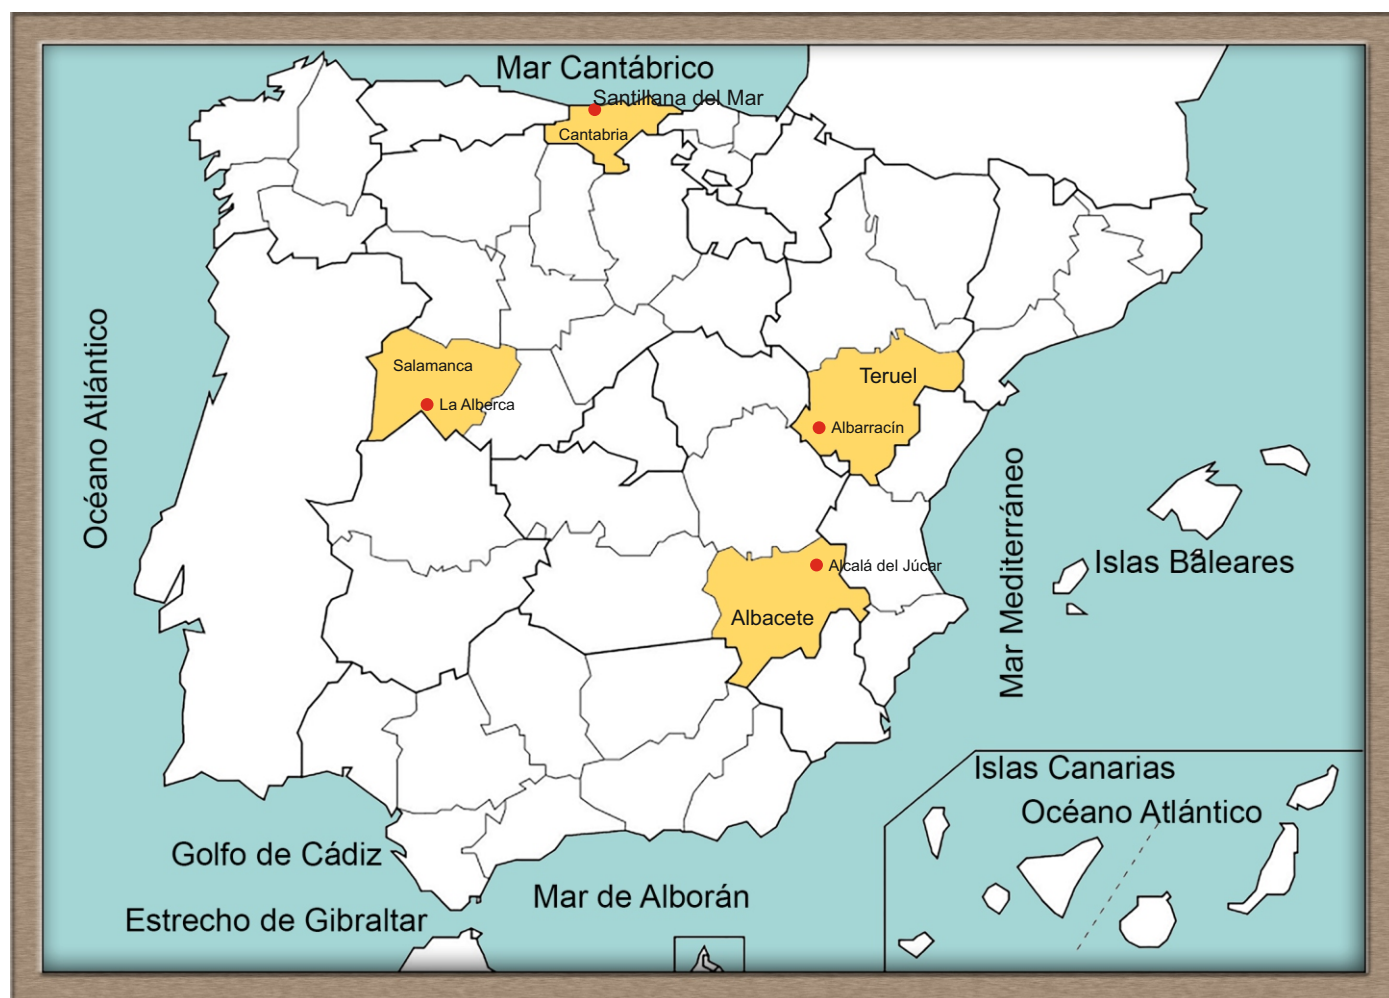 Mar Cantábrico
Santillana del Mar
Cantabria
Océano Atlántico
Salamanca
La Alberca
Teruel
Albarracín
Mar Mediterráneo
Islas Baleares
Alcalá del Júcar
Albacete
Islas Canarias
Océano Atlántico
Golfo de Cádiz
Mar de Alborán
Estrecho de Gibraltar